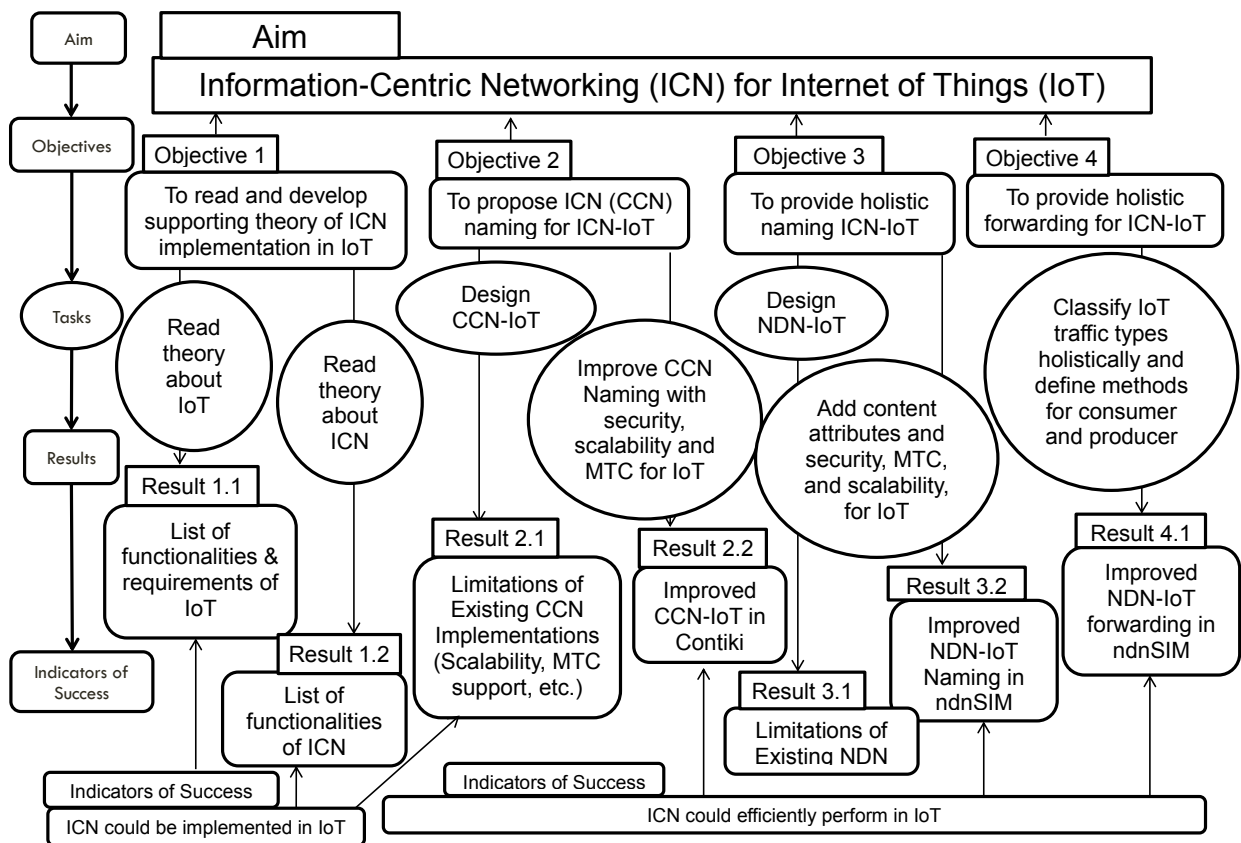 Aim
Objectives
Tasks
Results
Indicators of
Success
Aim
Information-Centric Networking (ICN) for Internet of Things (IoT)
Objective 1
To read and develop
supporting theory of ICN
implementation in IoT
Objective 2
To propose ICN (CCN)
naming for ICN-IoT
Objective 3
To provide holistic
naming ICN-IoT
Objective 4
To provide holistic
forwarding for ICN-IoT
Read
theory
about
IoT
Read
theory
about
ICN
Design
CCN-IoT
Improve CCN
Naming with
security,
scalability and
MTC for IoT
Design
NDN-IoT
Add content
attributes and
security, MTC,
and scalability,
for IoT
Classify IoT
traffic types
holistically and
define methods
for consumer
and producer
Result 1.1
List of
functionalities &
requirements of
IoT
Result 1.2
List of
functionalities
of ICN
Result 2.1
Limitations of
Existing CCN
Implementations
(Scalability, MTC
support, etc.)
Result 2.2
Improved
CCN-IoT in
Contiki
Result 3.1
Limitations of
Existing NDN
Result 3.2
Improved
NDN-IoT
Naming in
ndnSIM
Result 4.1
Improved
NDN-IoT
forwarding in
ndnSIM
Indicators of Success
ICN could be implemented in IoT
Indicators of Success
ICN could efficiently perform in IoT